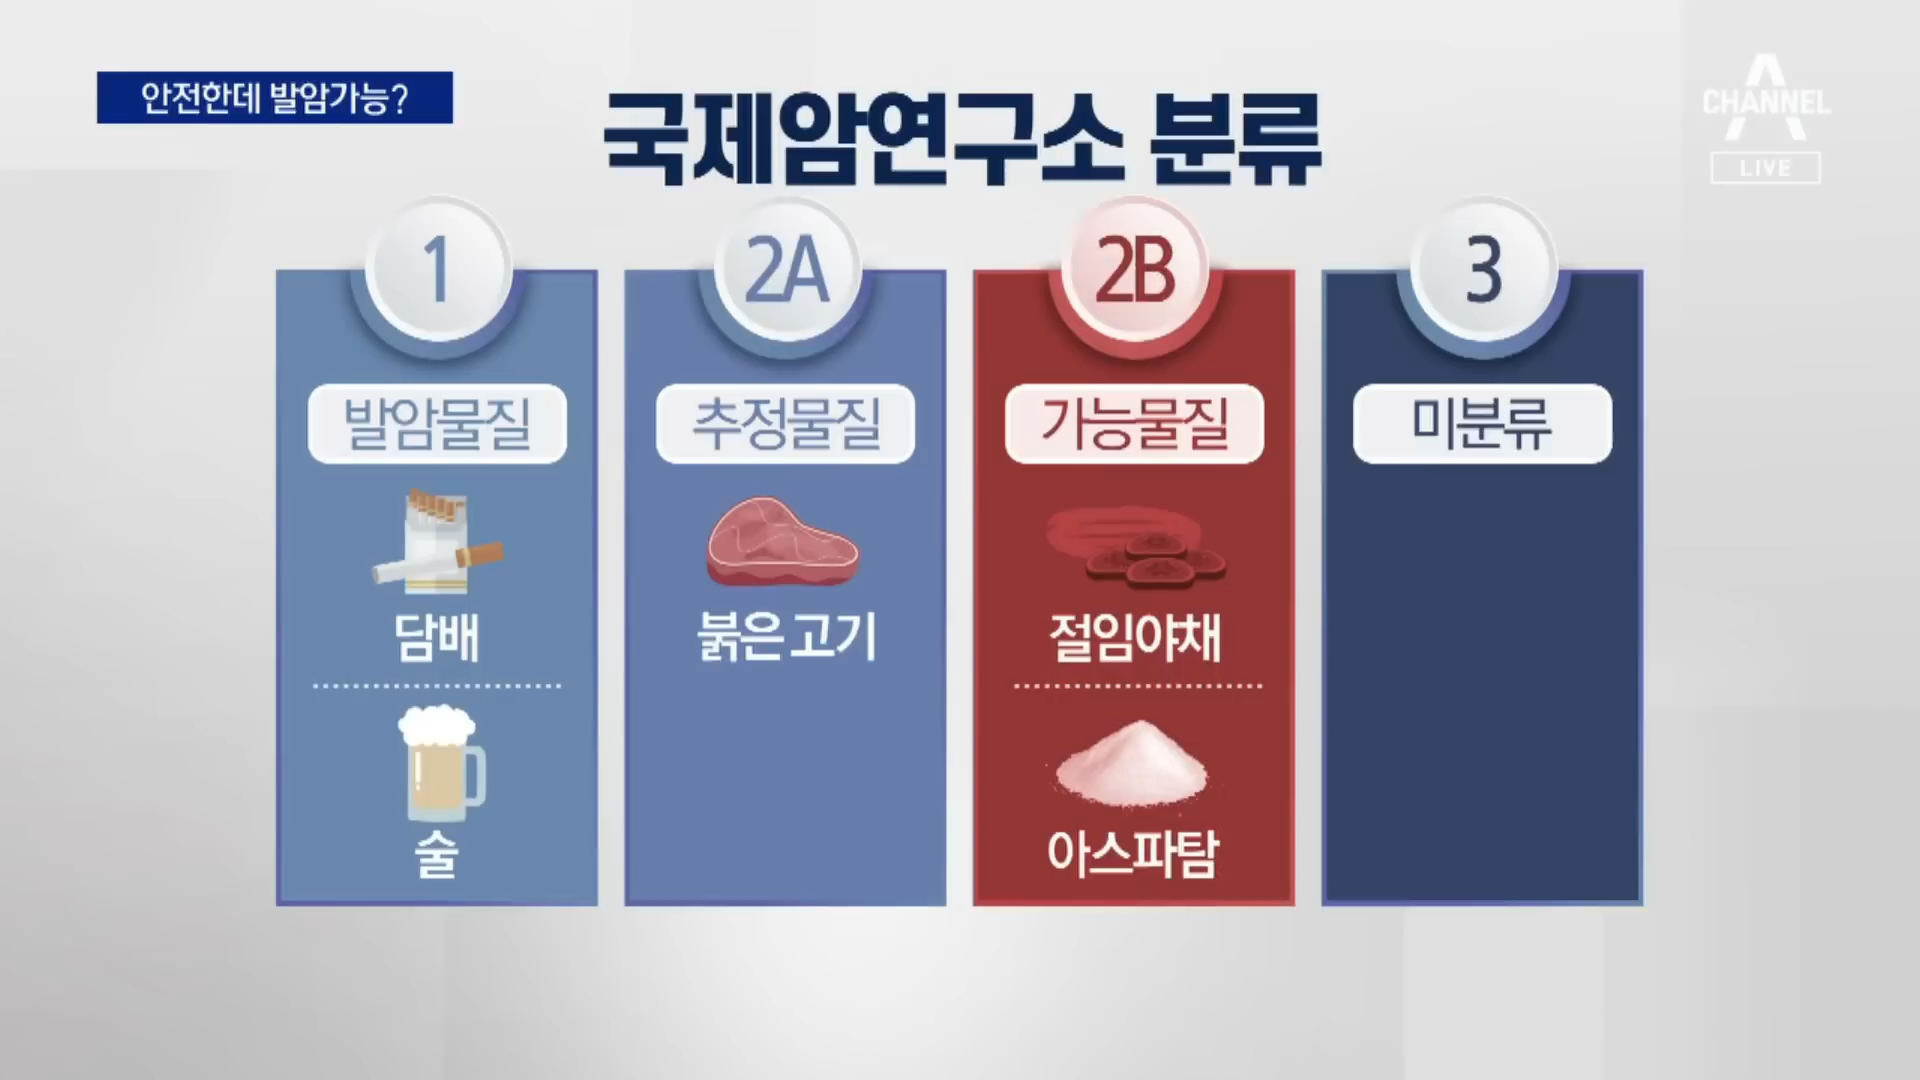 안전한데 발암가능?
국제암연구소 분류
CHANNEL A
LIVE
1
발암물질
담배
술
2A
추정물질
붉은 고기
2B
가능물질
절임야채
아스파탐
3
미분류